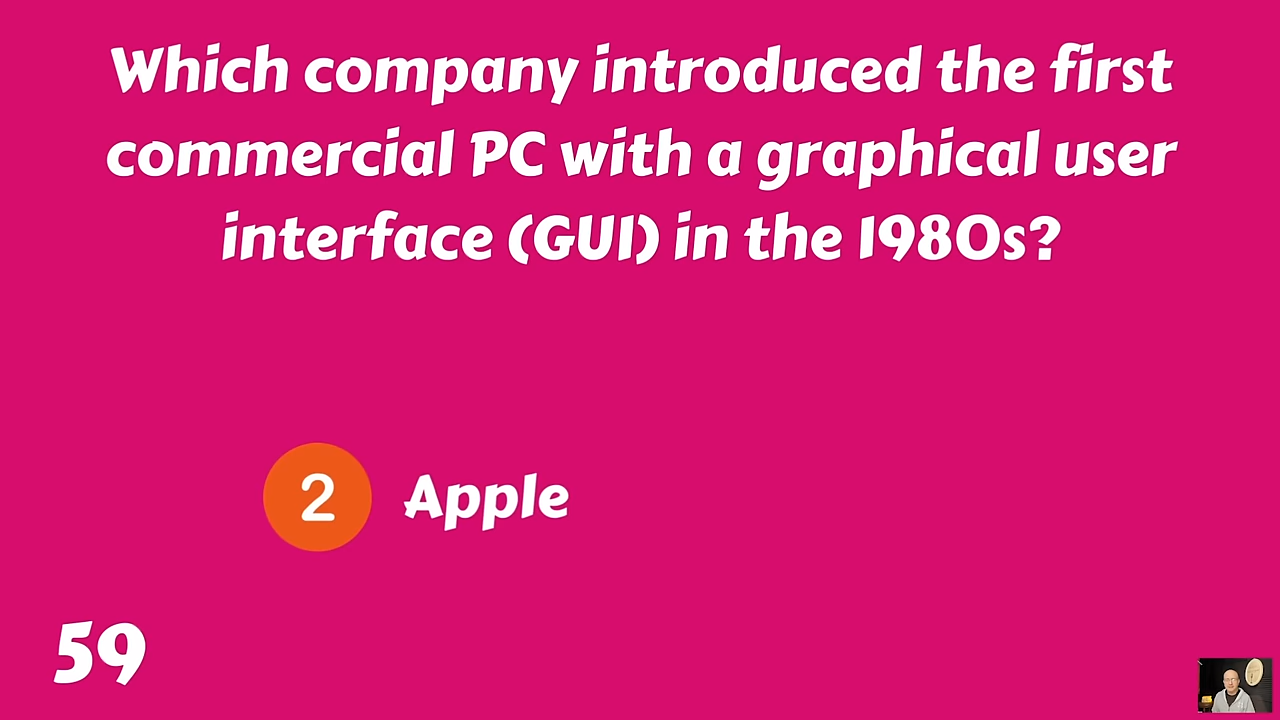 Which company introduced the first
commercial PC with a graphical user
interface (GUI) in the 1980s?
2 Apple
59